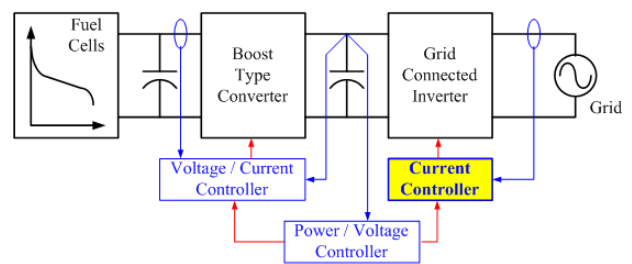 Fuel
Cells
Boost
Type
Converter
Grid
Connected
Inverter
Grid
Voltage / Current
Controller
Current
Controller
Power / Voltage
Controller